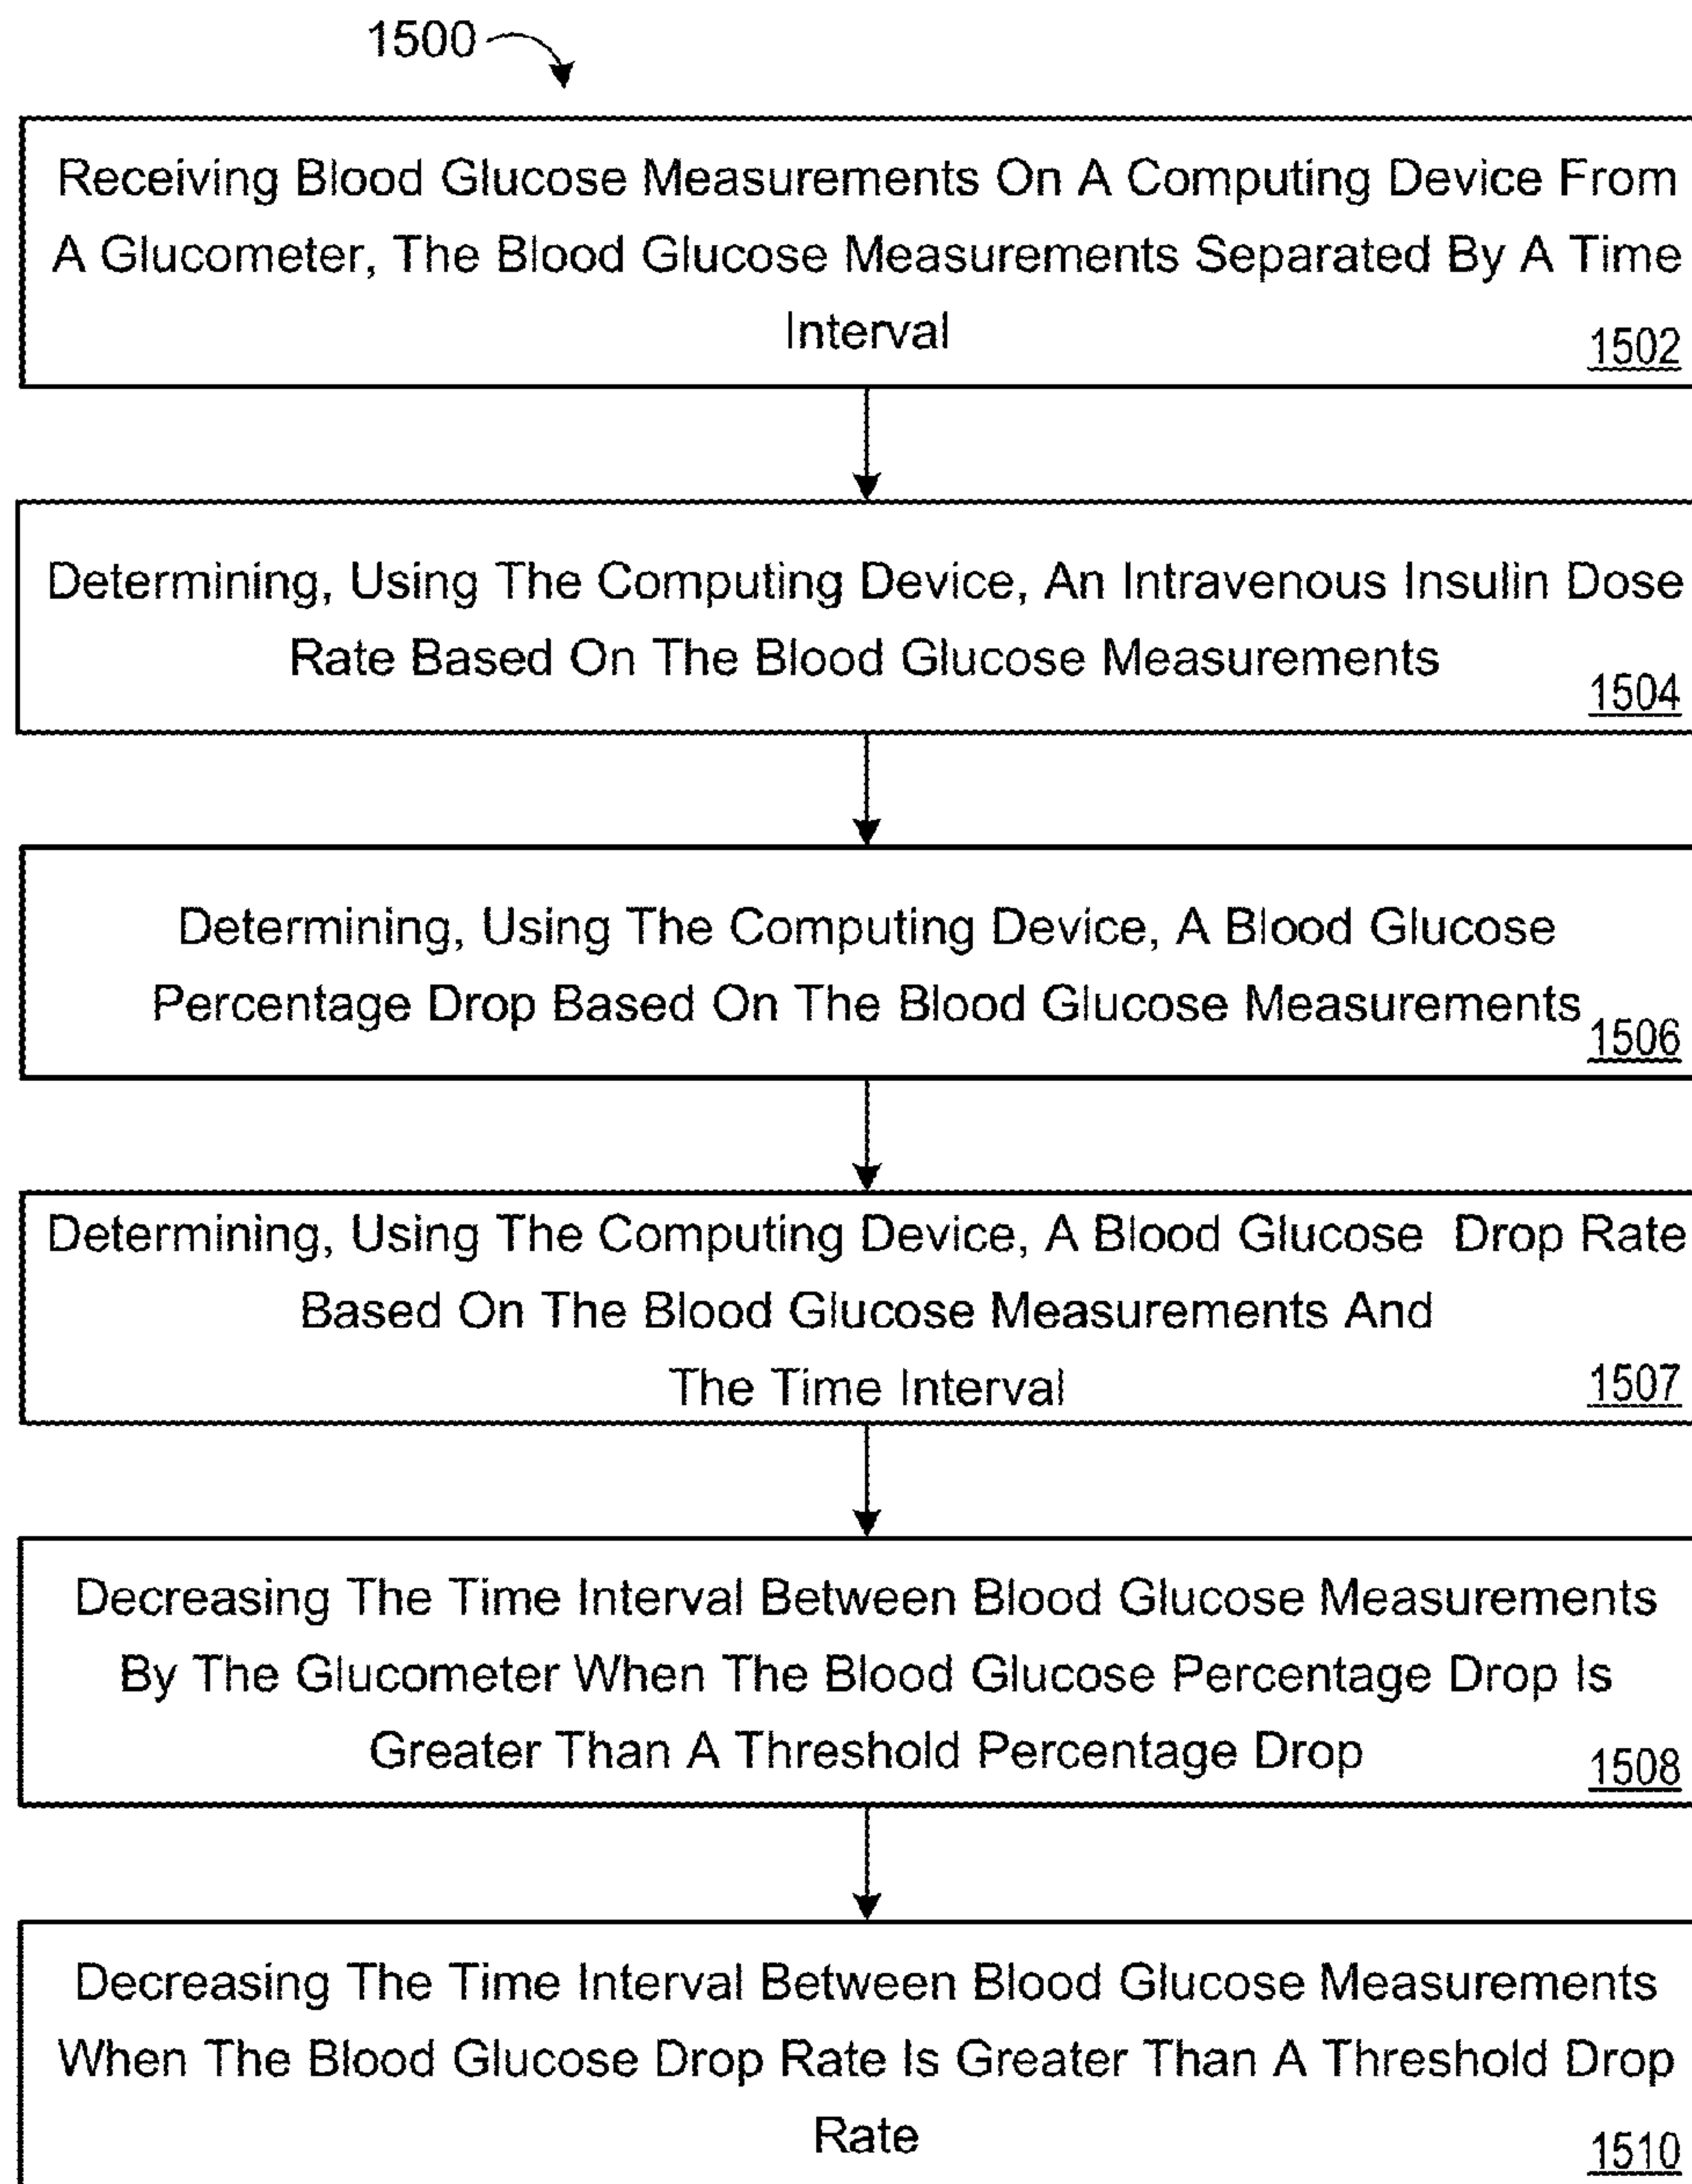 1500
Receiving Blood Glucose Measurements On A Computing Device From
A Glucometer, The Blood Glucose Measurements Separated By A Time
Interval
1502
Determining, Using The Computing Device, An Intravenous Insulin Dose
Rate Based On The Blood Glucose Measurements
1504
Determining, Using The Computing Device, A Blood Glucose
Percentage Drop Based On The Blood Glucose Measurements
1506
Determining, Using The Computing Device, A Blood Glucose Drop Rate
Based On The Blood Glucose Measurements And
The Time Interval
1507
Decreasing The Time Interval Between Blood Glucose Measurements
By The Glucometer When The Blood Glucose Percentage Drop Is
Greater Than A Threshold Percentage Drop
1508
Decreasing The Time Interval Between Blood Glucose Measurements
When The Blood Glucose Drop Rate Is Greater Than A Threshold Drop
Rate
1510